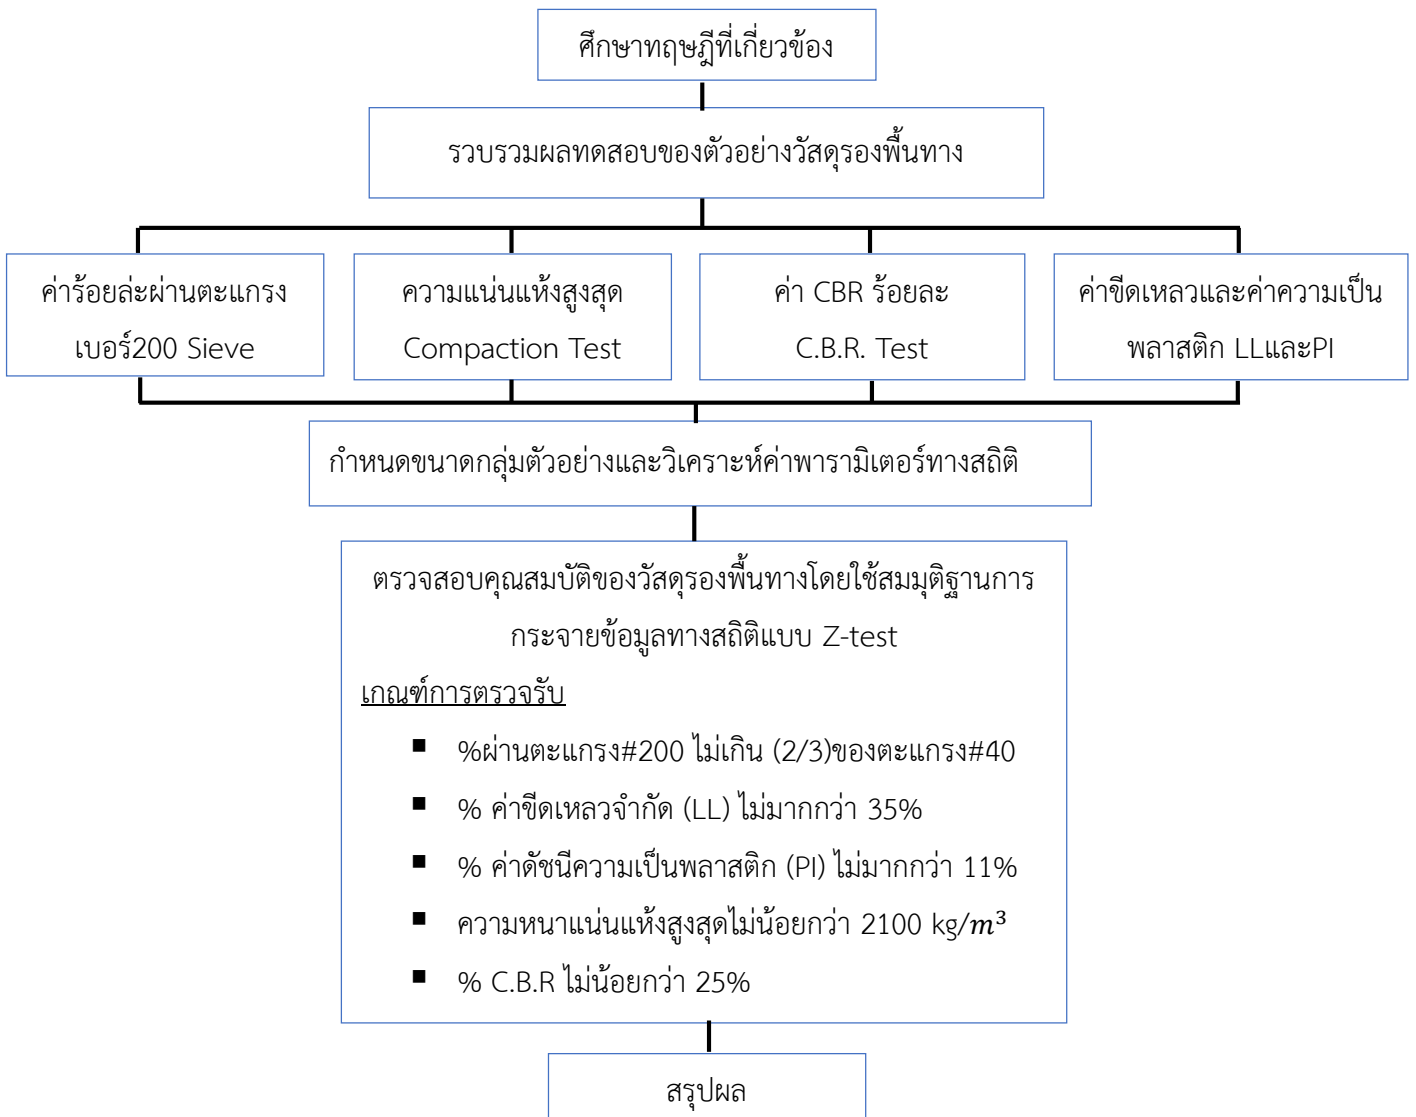 ศึกษาทฤษฎีที่เกี่ยวข้อง
รวบรวมผลทดสอบของตัวอย่างวัสดุรองพื้นทาง
ค่าร้อยล่ะผ่านตะแกรง
เบอร์200 Sieve
ความแน่นแห้งสูงสุด
Compaction Test
ค่า CBR ร้อยละ
C.B.R. Test
ค่าขีดเหลวและค่าความเป็น
พลาสติก LLและPI
กำหนดขนาดกลุ่มตัวอย่างและวิเคราะห์ค่าพารามิเตอร์ทางสถิติ
ตรวจสอบคุณสมบัติของวัสดุรองพื้นทางโดยใช้สมมุติฐานการ
กระจายข้อมูลทางสถิติแบบ Z-test
เกณฑ์การตรวจรับ
▪ %ผ่านตะแกรง#200 ไม่เกิน (2/3)ของตะแกรง#40
▪ % ค่าขีดเหลวจำกัด (LL) ไม่มากกว่า 35%
▪ % ค่าดัชนีความเป็นพลาสติก (PI) ไม่มากกว่า 11%
▪ ความหนาแน่นแห้งสูงสุดไม่น้อยกว่า 2100 kg/m³
▪ % C.B.R ไม่น้อยกว่า 25%
สรุปผล